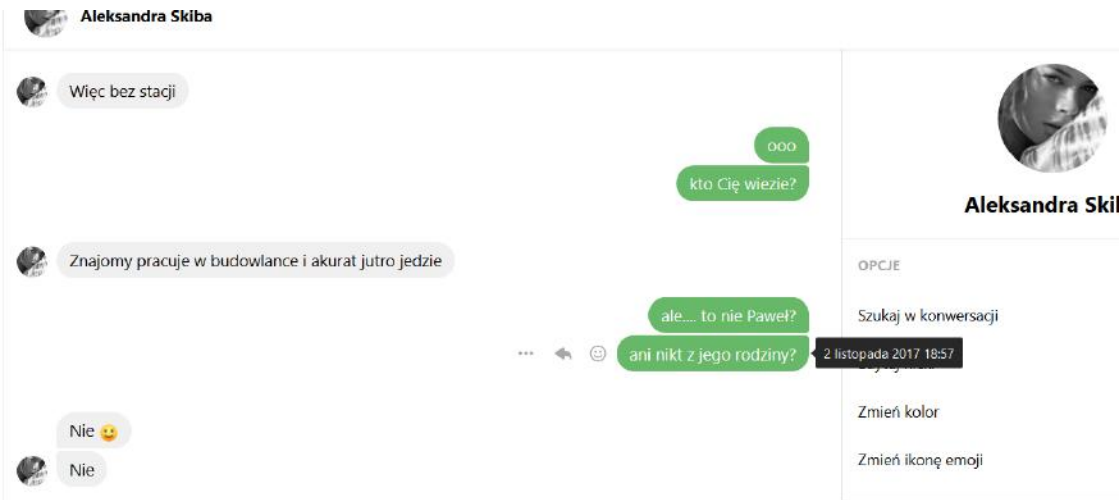 Aleksandra Skiba
Więc bez stacji
ooo
kto Cię wiezie?
Aleksandra Ski
Znajomy pracuje w budowlance i akurat jutro jedzie
OPCJE
ale.... to nie Paweł?
Szukaj w konwersacji
ani nikt z jego rodziny?
2 listopada 2017 18:57
Zmień kolor
Nie
Zmień ikonę emoji
Nie